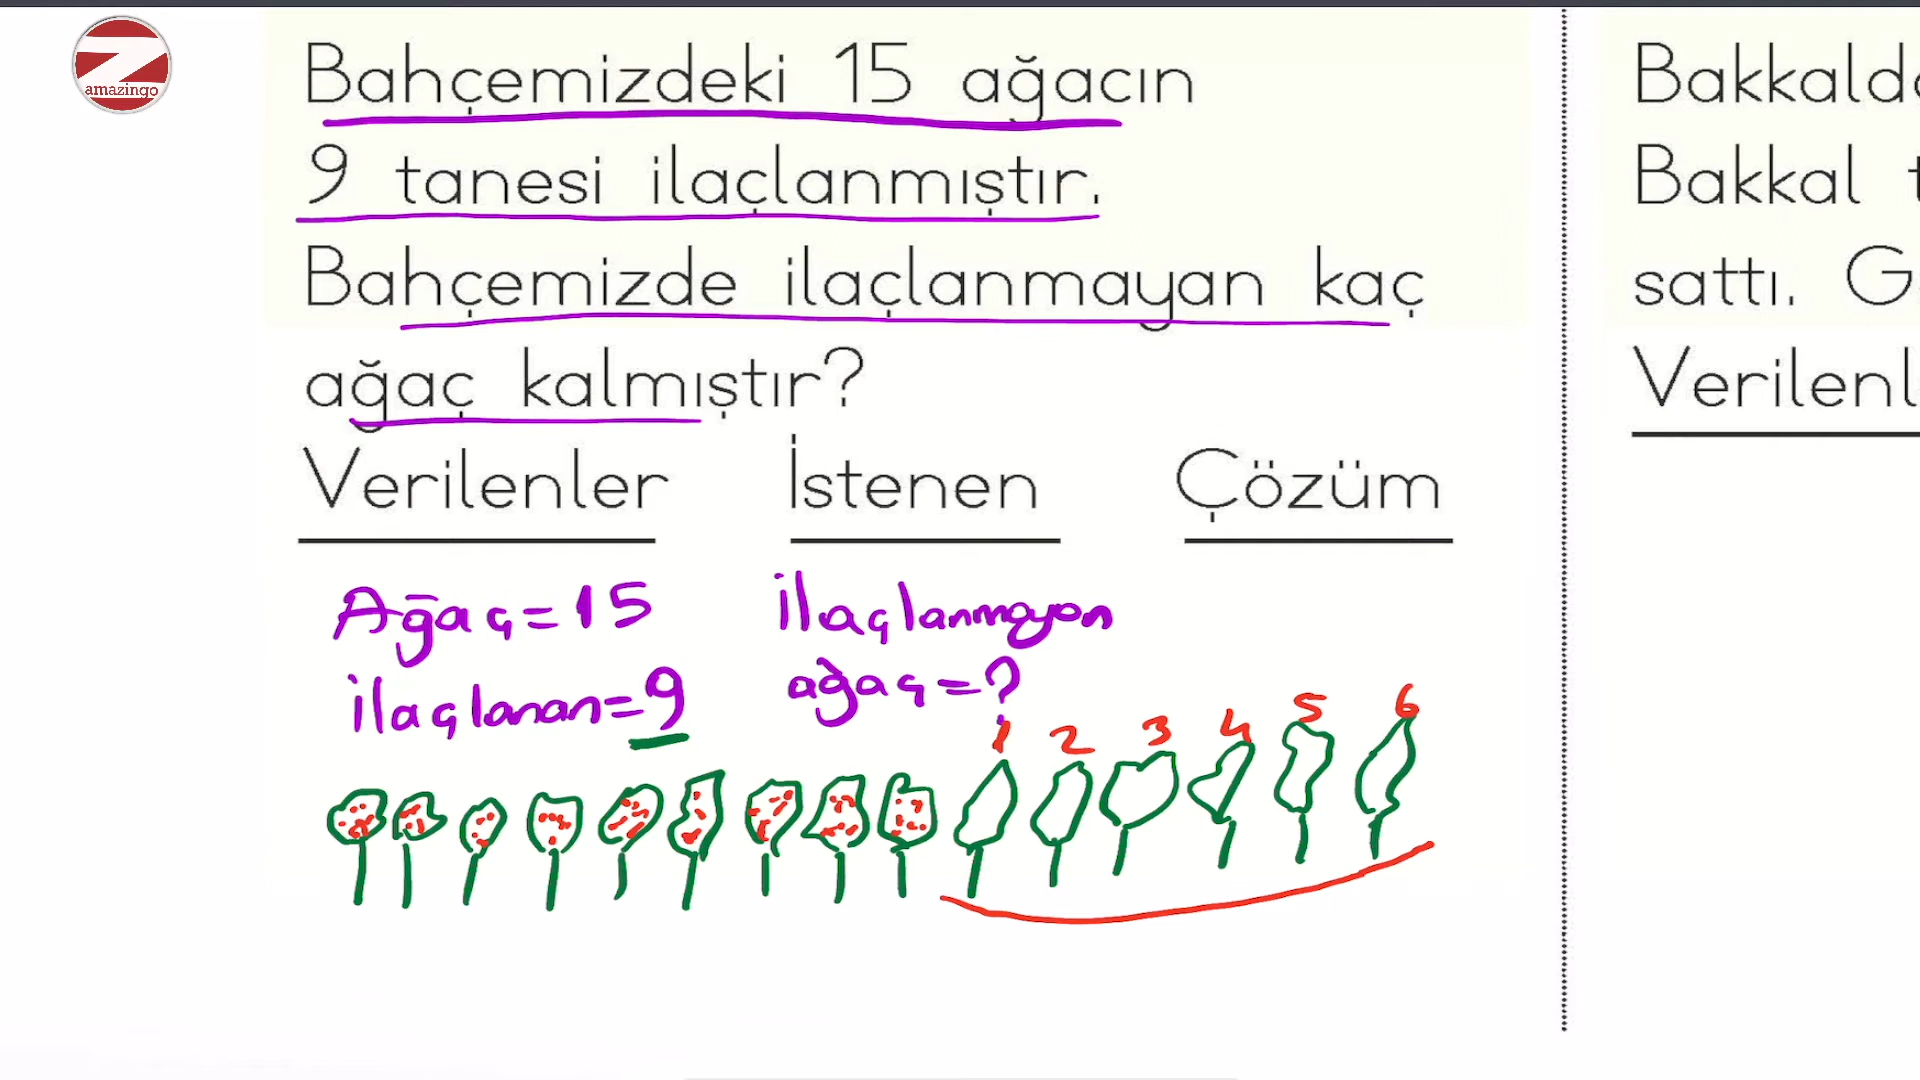 amazingo
Bahçemizdeki 15 ağacın
9 tanesi ilaçlanmıştır.
Bahçemizde ilaçlanmayan kaç
ağaç kalmıştır?
Verilenler İstenen Çözüm
Ağaç=15
ilaçlanan=9
ilaçlanmayan
ağaç=?
1 2 3 4 5 6
Bakkald
Bakkal
sattı. G
Verilenl